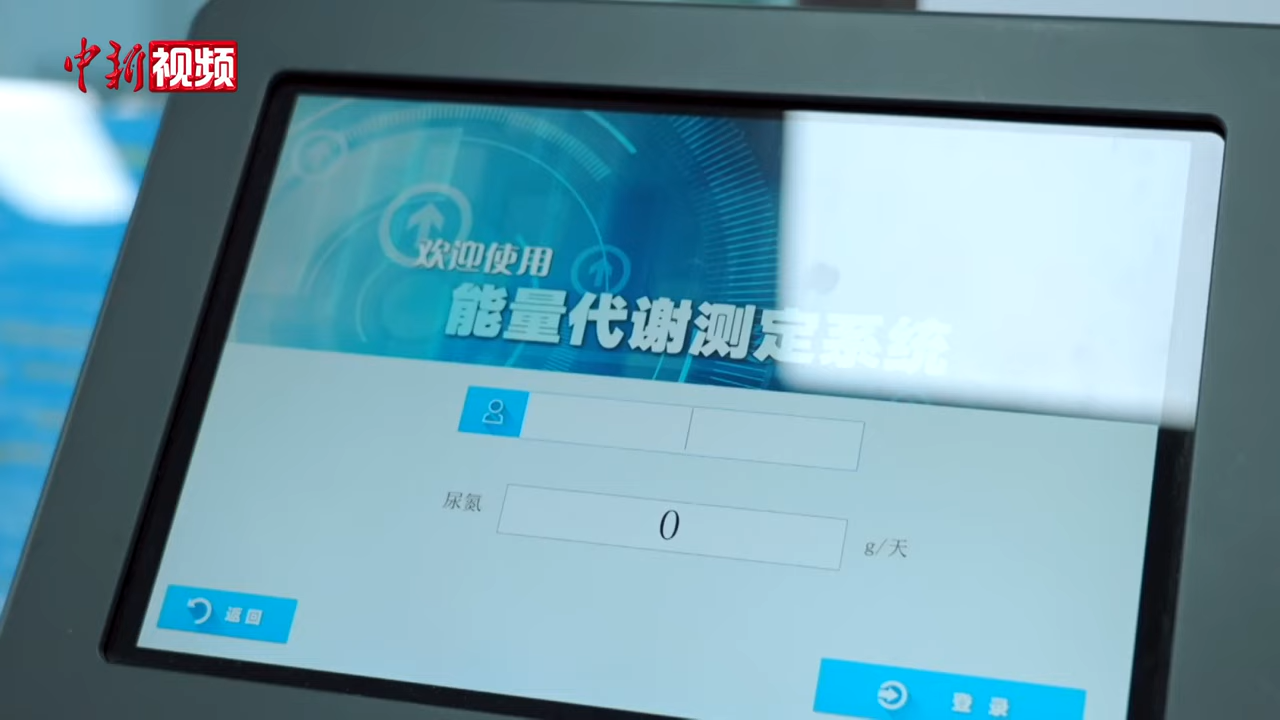 中新视频
欢迎使用
能量代谢测定系统
尿氮 0 g/天
返回
登录